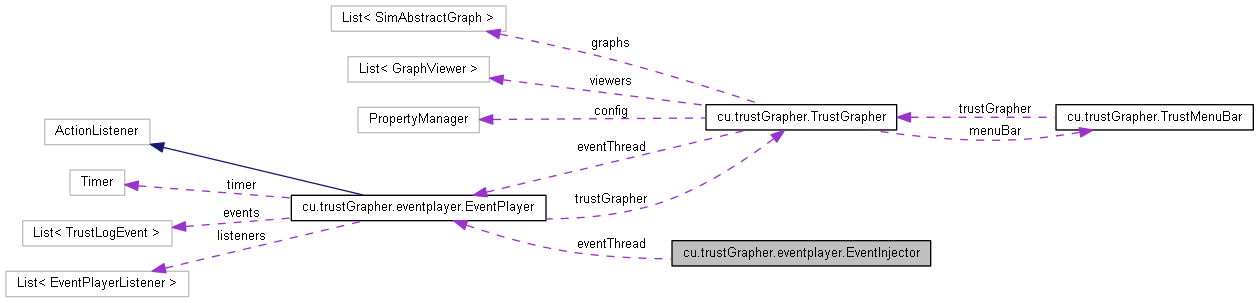 List< SimAbstractGraph >
graphs
List< GraphViewer >
viewers
PropertyManager
config
cu.trustGrapher.TrustGrapher
trustGrapher
menuBar
cu.trustGrapher.TrustMenuBar
ActionListener
eventThread
Timer
timer
trustGrapher
cu.trustGrapher.eventplayer.EventPlayer
events
List< TrustLogEvent >
listeners
eventThread
cu.trustGrapher.eventplayer.EventInjector
List< EventPlayerListener >